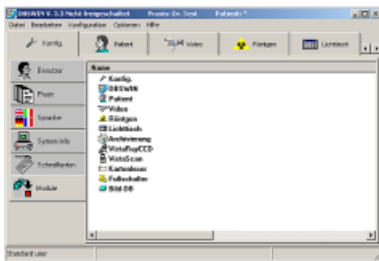 DBSWIN V. 3.3 Nicht freigeschaltet Praxis: Dr. Test Patient: *
Datei Bearbeiten Konfiguration Optionen Hilfe
Konfig. Patient Video Röntgen Lichttisch
Name
Konfig.
Benutzer
DBSWIN
Patient
Praxis
Video
Röntgen
Sprache
Lichttisch
Archivierung
System Info
VistaRayCCD
VistaScan
Schnelltasten
Kartenleser
Fußschalter
Module
Bild-DB
Standard user